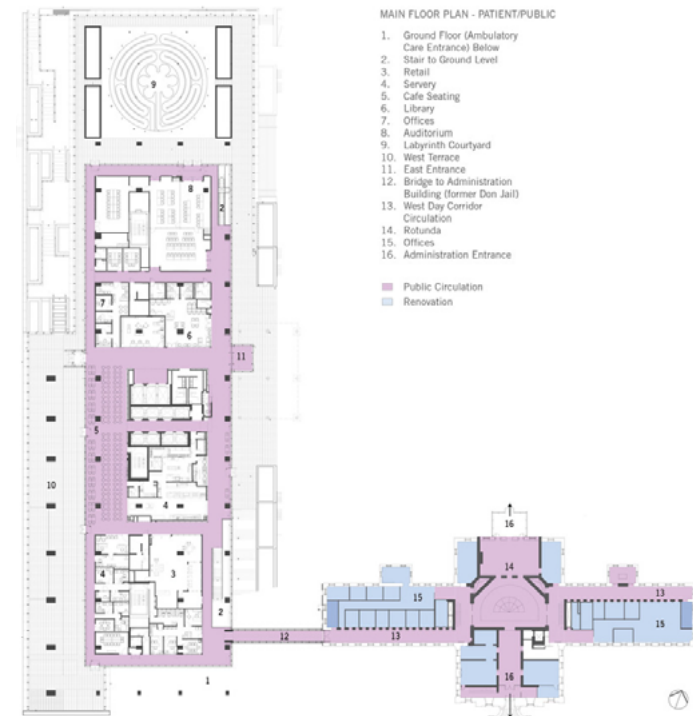 MAIN FLOOR PLAN - PATIENT/PUBLIC
1. Ground Floor (Ambulatory
Care Entrance) Below
2. Stair to Ground Level
3. Retail
4. Servery
5. Cafe Seating
6. Library
7. Offices
8. Auditorium
9. Labyrinth Courtyard
10. West Terrace
11. East Entrance
12. Bridge to Administration
Building (former Don Jail)
13. West Day Corridor
Circulation
14. Rotunda
15. Offices
16. Administration Entrance
Public Circulation
Renovation
9
8
2
7
6
11
5
10
4
4
3
2
12
1
16
14
15
13
13
15
16